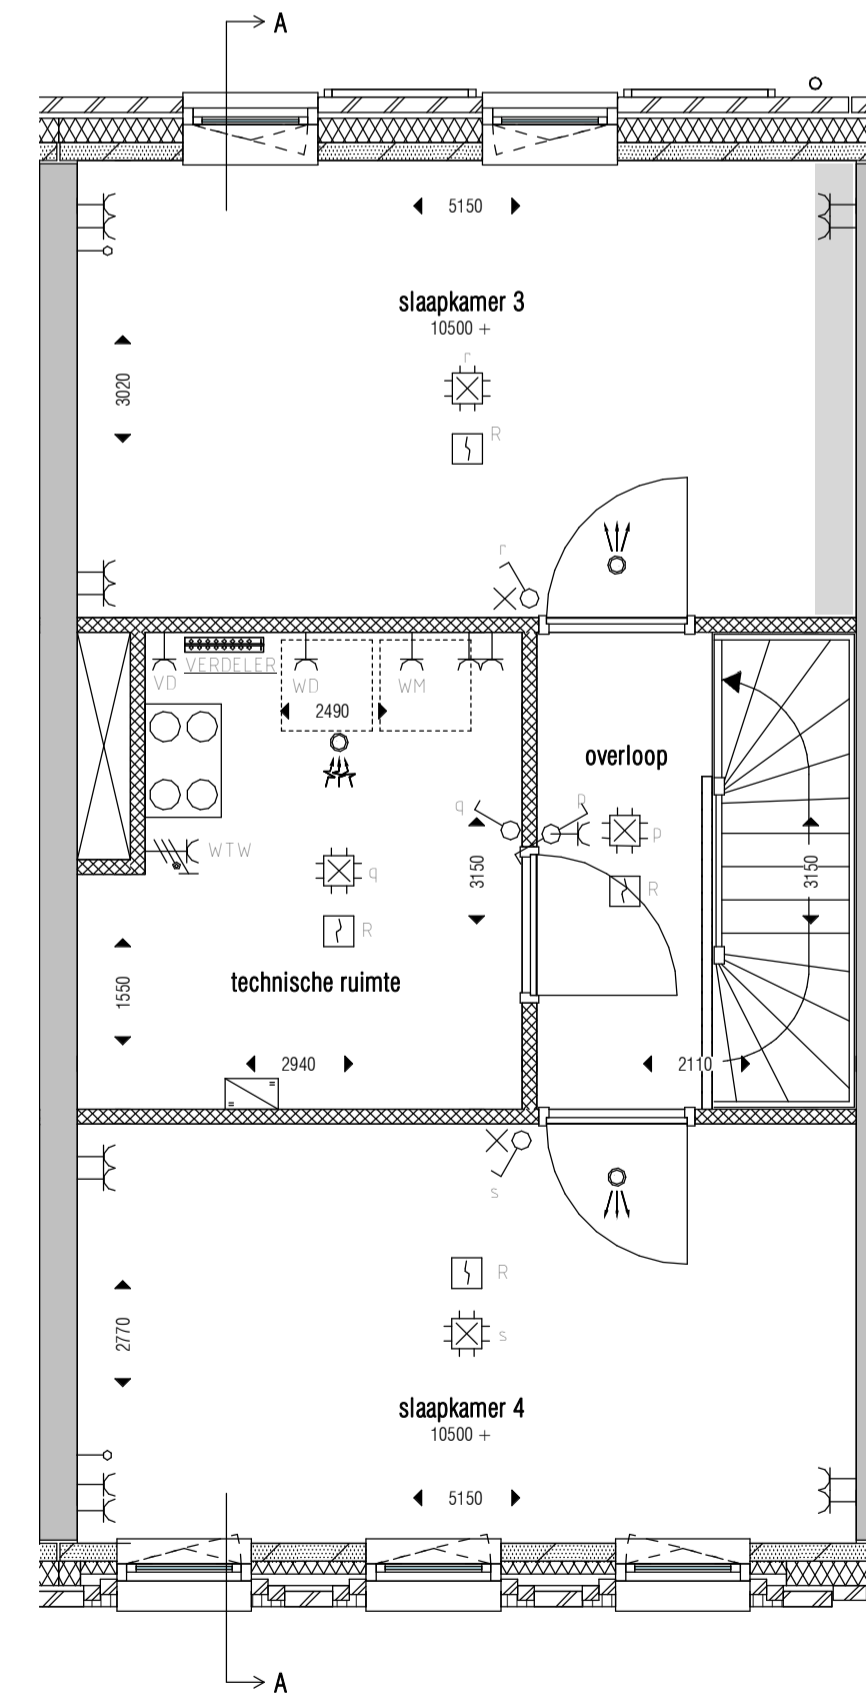 A
5150
slaapkamer 3
10500 +
r
3020
R
r
VERDELER
VD
WD
WM
2490
overloop
q
p
p
WTW
q
3150
3150
R
R
1550
technische ruimte
2940
2110
s
R
2770
s
slaapkamer 4
10500 +
5150
A